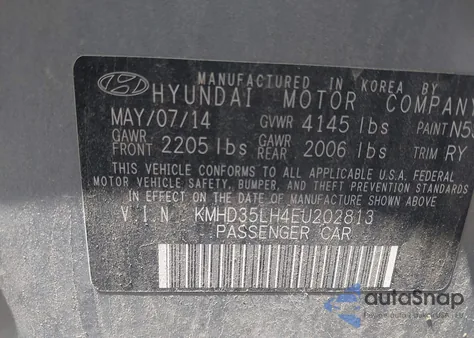 MANUFACTURED IN KOREA BY
HYUNDAI MOTOR COMPANY
MAY/07/14 GVWR 4145 lbs PAINT N5
GAWR FRONT 2205 lbs GAWR REAR 2006 lbs TRIM RY
THIS VEHICLE CONFORMS TO ALL APPLICABLE U.S.A. FEDERAL
MOTOR VEHICLE SAFETY, BUMPER, AND THEFT PREVENTION STANDARDS
IN EFFECT ON THE DATE OF MANUFACTURE SHOWN ABOVE.
V I N KMHD35LH4EU202813
PASSENGER CAR
autoSnap